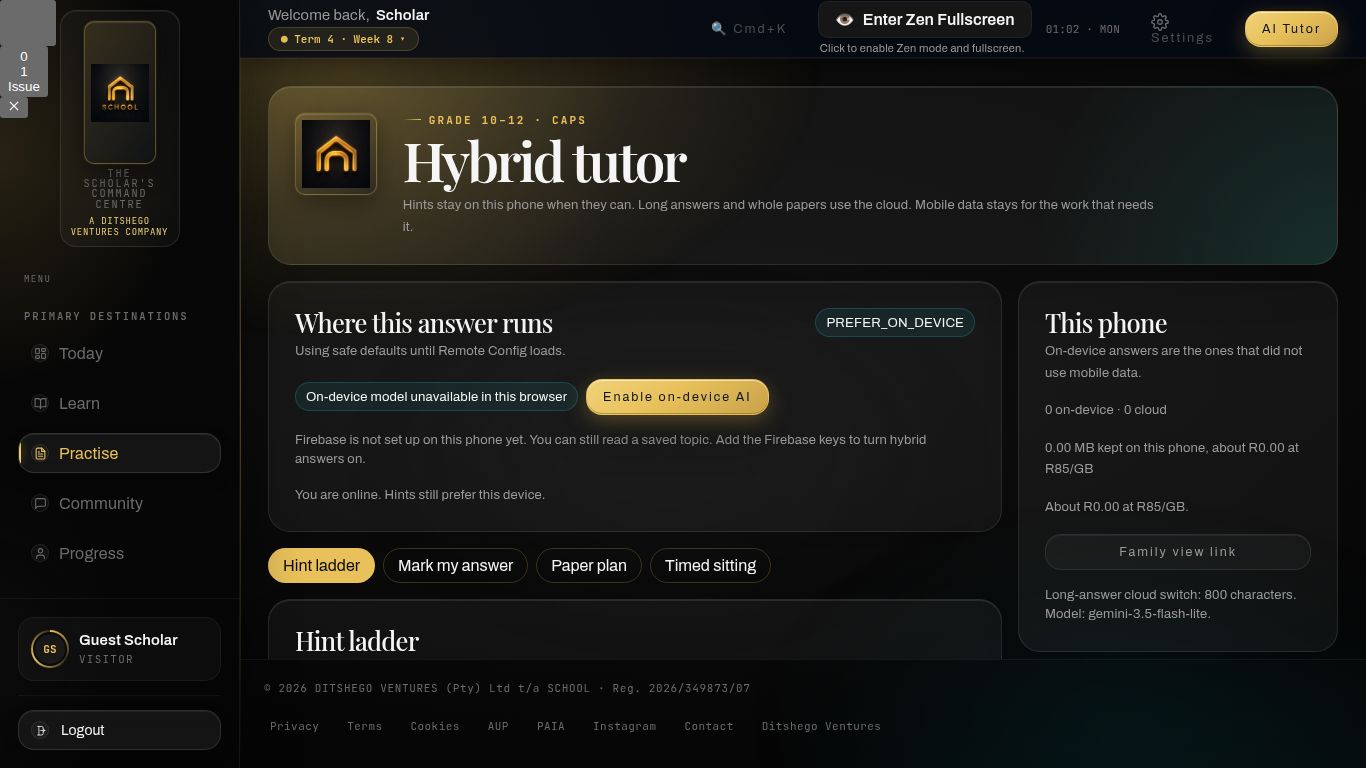 0
1
Issue
SCHOOL
THE
SCHOLAR'S
COMMAND
CENTRE
A DITSHEGO
VENTURES COMPANY
MENU
PRIMARY DESTINATIONS
Today
Learn
Practise
Community
Progress
GS
Guest Scholar
VISITOR
Logout
Welcome back, Scholar
Term 4 · Week 8
Cmd+K
Enter Zen Fullscreen
Click to enable Zen mode and fullscreen.
01:02 · MON
Settings
AI Tutor
GRADE 10–12 · CAPS
Hybrid tutor
Hints stay on this phone when they can. Long answers and whole papers use the cloud. Mobile data stays for the work that needs
it.
Where this answer runs
PREFER_ON_DEVICE
Using safe defaults until Remote Config loads.
On-device model unavailable in this browser
Enable on-device AI
Firebase is not set up on this phone yet. You can still read a saved topic. Add the Firebase keys to turn hybrid
answers on.
You are online. Hints still prefer this device.
Hint ladder
Mark my answer
Paper plan
Timed sitting
Hint ladder
This phone
On-device answers are the ones that did not
use mobile data.
0 on-device · 0 cloud
0.00 MB kept on this phone, about R0.00 at
R85/GB
About R0.00 at R85/GB.
Family view link
Long-answer cloud switch: 800 characters.
Model: gemini-3.5-flash-lite.
© 2026 DITSHEGO VENTURES (Pty) Ltd t/a SCHOOL · Reg. 2026/349873/07
Privacy
Terms
Cookies
AUP
PAIA
Instagram
Contact
Ditshego Ventures